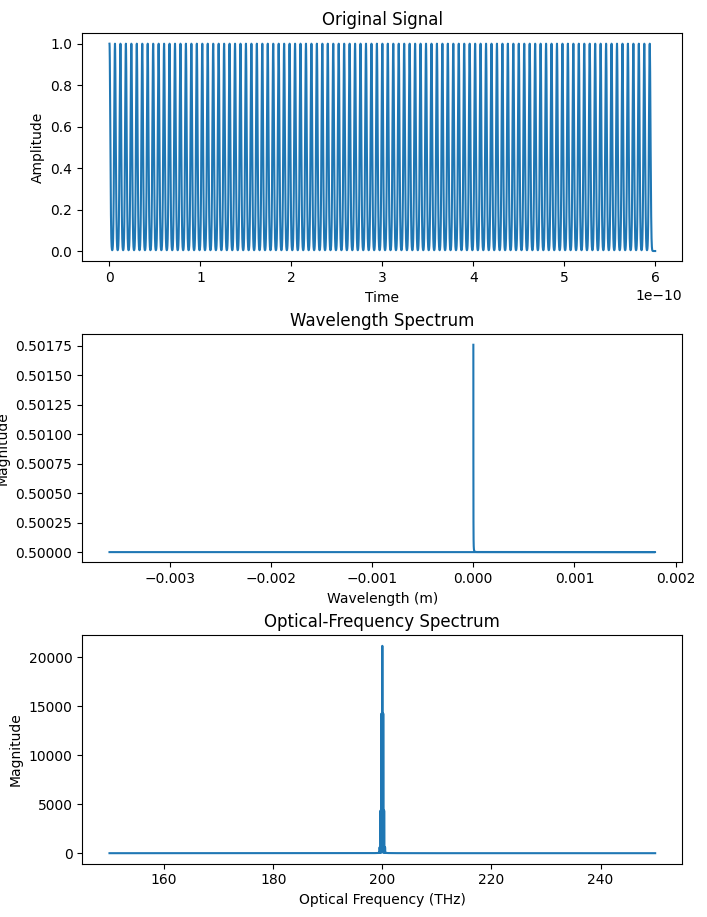 Original Signal
1.0
0.8
0.6
0.4
0.2
0.0
Amplitude
0 1 2 3 4 5 6
1e−10
Time
Wavelength Spectrum
0.50175
0.50150
0.50125
0.50100
0.50075
0.50050
0.50025
0.50000
Magnitude
−0.003 −0.002 −0.001 0.000 0.001 0.002
Wavelength (m)
Optical-Frequency Spectrum
20000
15000
10000
5000
0
Magnitude
160 180 200 220 240
Optical Frequency (THz)